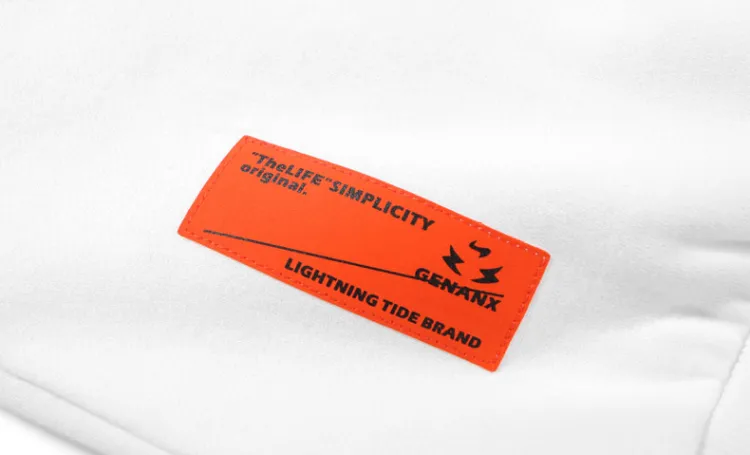 "TheLIFE"SIMPLICITY
original.
GENANX
LIGHTNING TIDE BRAND